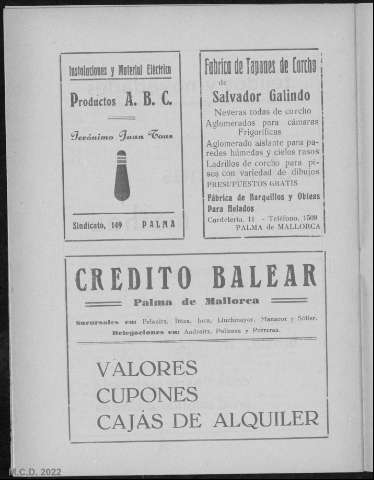 Instalaciones y Material Eléctrico
Productos A. B. C.
Jerónimo Juan Tous
Sindicato, 169 PALMA
Fabrica de Tapones de Corcho
de
Salvador Galindo
Neveras todas de corcho
Aglomerados para cámaras
Frigoríficas
Aglomerado aislante para pa-
redes húmedas y cielos rasos
Ladrillos de corcho para pi-
sos con variedad de dibujos
PRESUPUESTOS GRATIS
Fábrica de Barquillos y Obleas
Para Helados
Cordelería, 11 - Teléfono, 1509
PALMA de MALLORCA
CREDITO BALEAR
Palma de Mallorca
Sucursales en: Felanitx, Ibiza, Inca, Lluchmayor, Manacor y Sóller.
Delegaciones en: Andraitx, Pollensa y Porreras.
VALORES
CUPONES
CAJAS DE ALQUILER
M.C.D. 2022